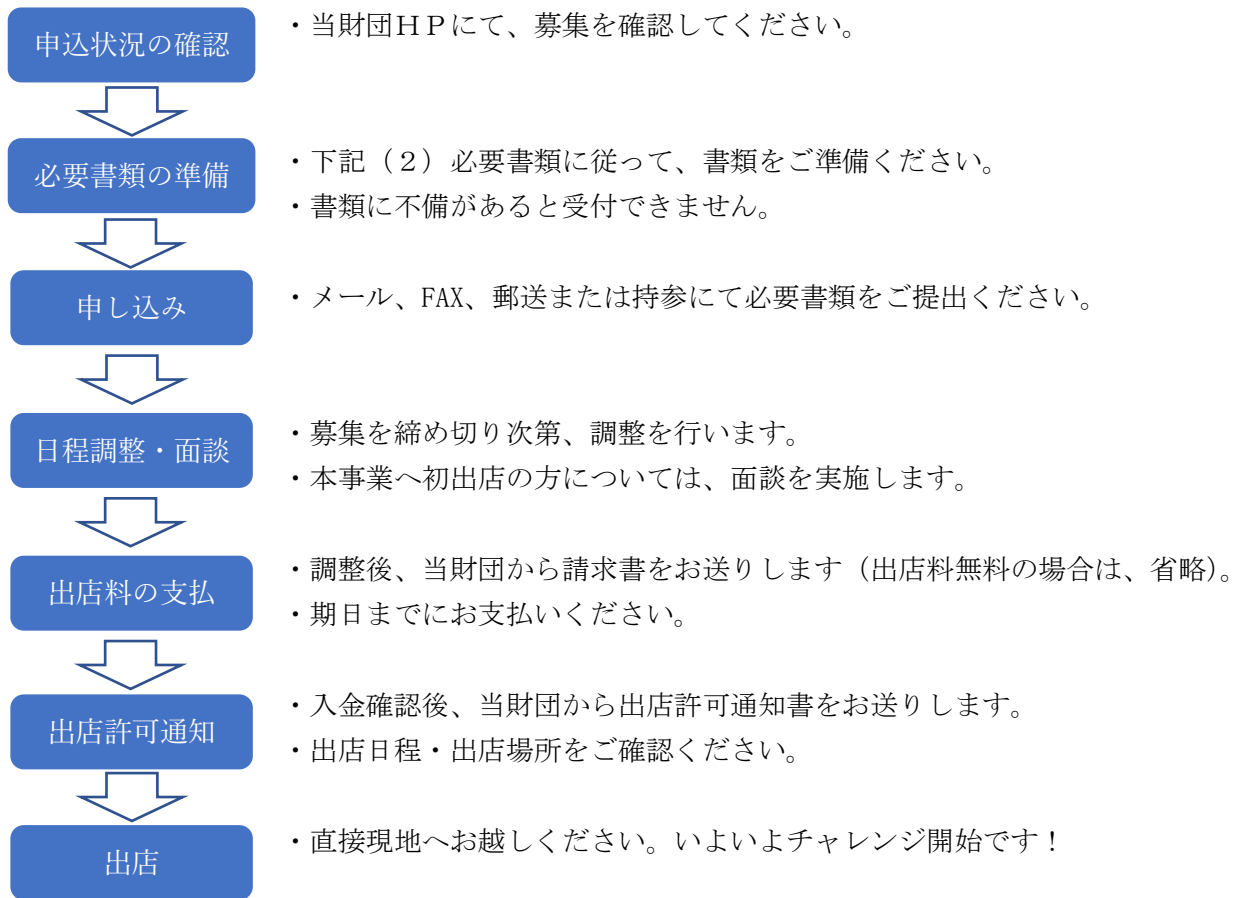 申込状況の確認
・当財団ＨＰにて、募集を確認してください。
必要書類の準備
・下記（２）必要書類に従って、書類をご準備ください。
・書類に不備があると受付できません。
申し込み
・メール、FAX、郵送または持参にて必要書類をご提出ください。
日程調整・面談
・募集を締め切り次第、調整を行います。
・本事業へ初出店の方については、面談を実施します。
出店料の支払
・調整後、当財団から請求書をお送りします（出店料無料の場合は、省略）。
・期日までにお支払いください。
出店許可通知
・入金確認後、当財団から出店許可通知書をお送りします。
・出店日程・出店場所をご確認ください。
出店
・直接現地へお越しください。いよいよチャレンジ開始です！